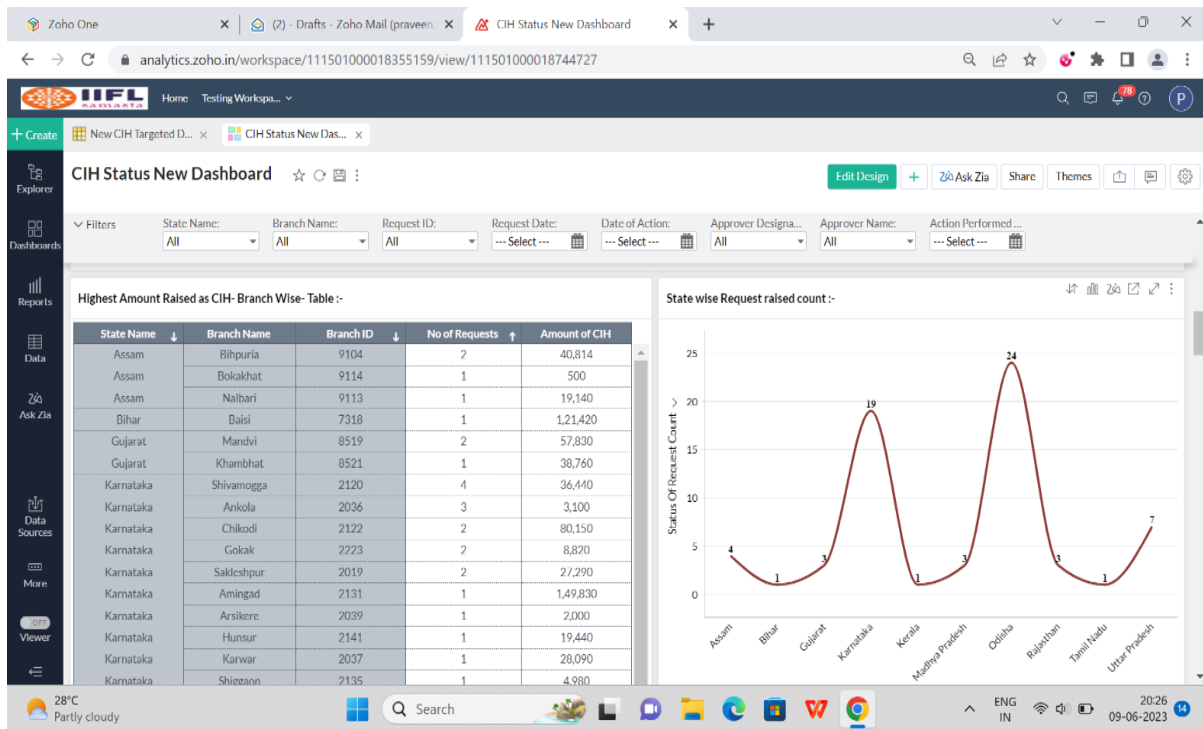 Zoho One
(2) - Drafts - Zoho Mail (praveen.
CIH Status New Dashboard
analytics.zoho.in/workspace/111501000018355159/view/111501000018744727
IIFL
samasta
Home Testing Workspa...
78
P
+ Create
New CIH Targeted D...
CIH Status New Das...
CIH Status New Dashboard
Edit Design
+
Ask Zia
Share
Themes
Explorer
Dashboards
Reports
Data
Ask Zia
Data
Sources
More
OFF
Viewer
Filters
State Name: Branch Name: Request ID: Request Date: Date of Action: Approver Designa... Approver Name: Action Performed ...
All All All --- Select --- --- Select --- All All --- Select ---
Highest Amount Raised as CIH- Branch Wise- Table :-
State Name Branch Name Branch ID No of Requests Amount of CIH
Assam Bihpuria 9104 2 40,814
Assam Bokakhat 9114 1 500
Assam Nalbari 9113 1 19,140
Bihar Baisi 7318 1 1,21,420
Gujarat Mandvi 8519 2 57,830
Gujarat Khambhat 8521 1 38,760
Karnataka Shivamogga 2120 4 36,440
Karnataka Ankola 2036 3 3,100
Karnataka Chikodi 2122 2 80,150
Karnataka Gokak 2223 2 8,820
Karnataka Sakleshpur 2019 2 27,290
Karnataka Amingad 2131 1 1,49,830
Karnataka Arsikere 2039 1 2,000
Karnataka Hunsur 2141 1 19,440
Karnataka Karwar 2037 1 28,090
Karnataka Shiggaon 2135 1 4,980
State wise Request raised count :-
Status Of Request Count
25
20
15
10
5
0
4
1
3
19
1
3
24
3
1
7
Assam
Bihar
Gujarat
Karnataka
Kerala
Madhya Pradesh
Odisha
Rajasthan
Tamil Nadu
Uttar Pradesh
28°C
Partly cloudy
Search
ENG
IN
20:26
09-06-2023
14